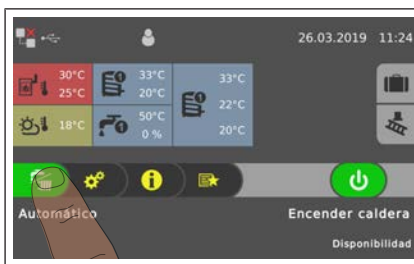 26.03.2019 11:24
30°C 33°C 33°C
25°C 20°C
22°C
18°C 50°C
0 % 20°C
Automático Encender caldera
Disponibilidad